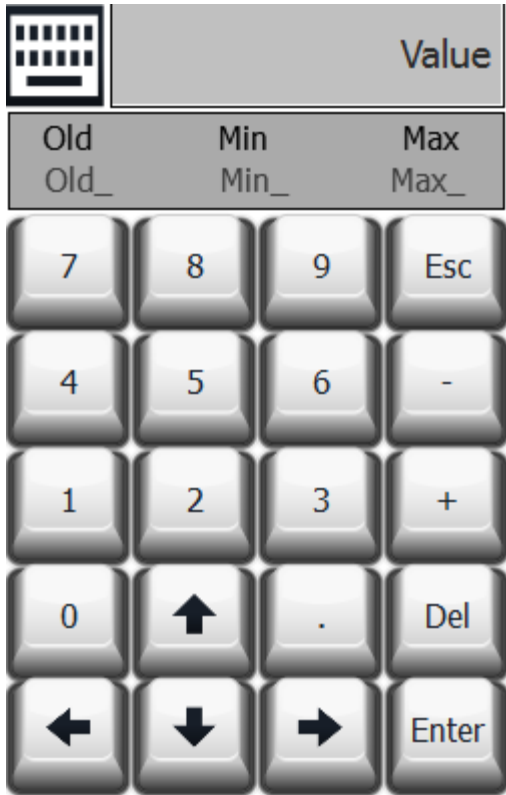 Value
Old Min Max
Old_ Min_ Max_
7 8 9 Esc
4 5 6 -
1 2 3 +
0 . Del
Enter